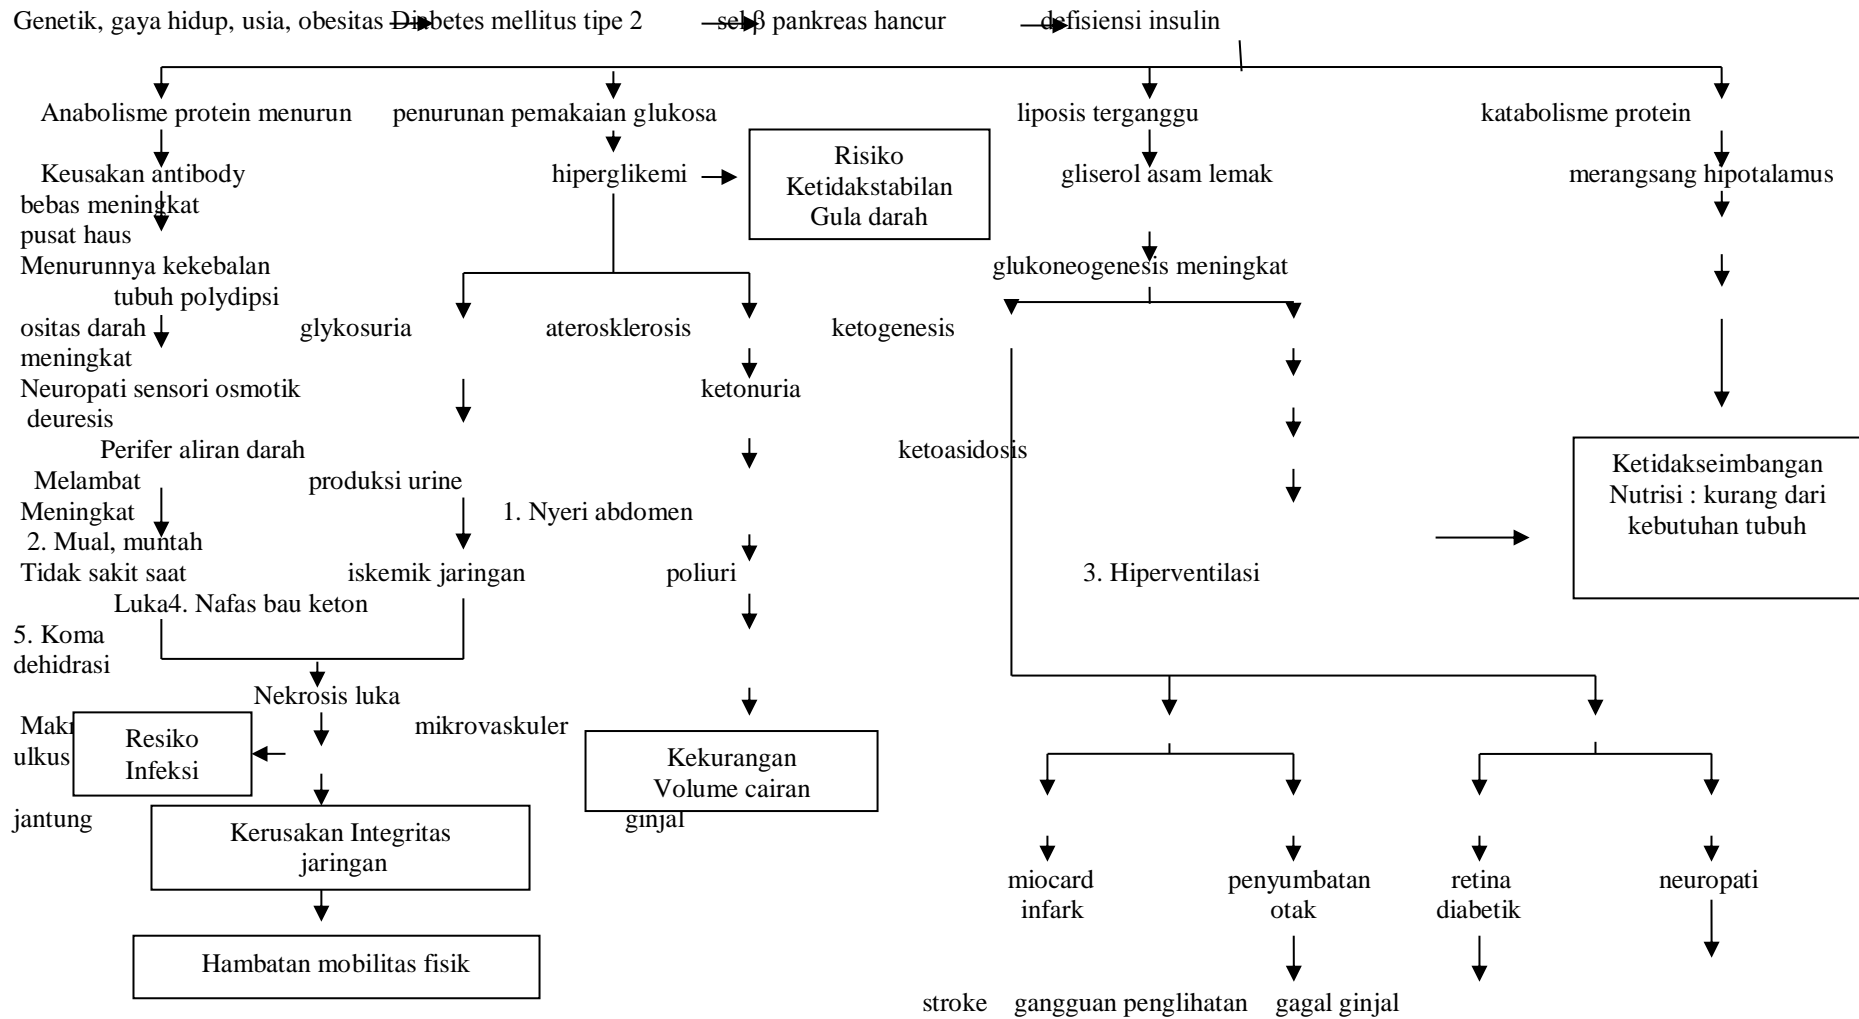 Genetik, gaya hidup, usia, obesitas Diabetes mellitus tipe 2 sel β pankreas hancur defisiensi insulin
Anabolisme protein menurun penurunan pemakaian glukosa liposis terganggu katabolisme protein
Keusakan antibody hiperglikemi gliserol asam lemak merangsang hipotalamus
Risiko
Ketidakstabilan
Gula darah
bebas meningkat
pusat haus
Menurunnya kekebalan glukoneogenesis meningkat
tubuh polydipsi
ositas darah glykosuria aterosklerosis ketogenesis
meningkat
Neuropati sensori osmotik ketonuria
deuresis
Perifer aliran darah ketoasidosis
Melambat produksi urine
Meningkat 1. Nyeri abdomen
2. Mual, muntah
Tidak sakit saat iskemik jaringan poliuri 3. Hiperventilasi
Luka4. Nafas bau keton
Ketidakseimbangan
Nutrisi : kurang dari
kebutuhan tubuh
5. Koma
dehidrasi
Nekrosis luka
mikrovaskuler
ulkus
Resiko
Infeksi
Kekurangan
Volume cairan
jantung ginjal
Kerusakan Integritas
jaringan
miocard penyumbatan retina neuropati
infark otak diabetik
Hambatan mobilitas fisik
stroke gangguan penglihatan gagal ginjal